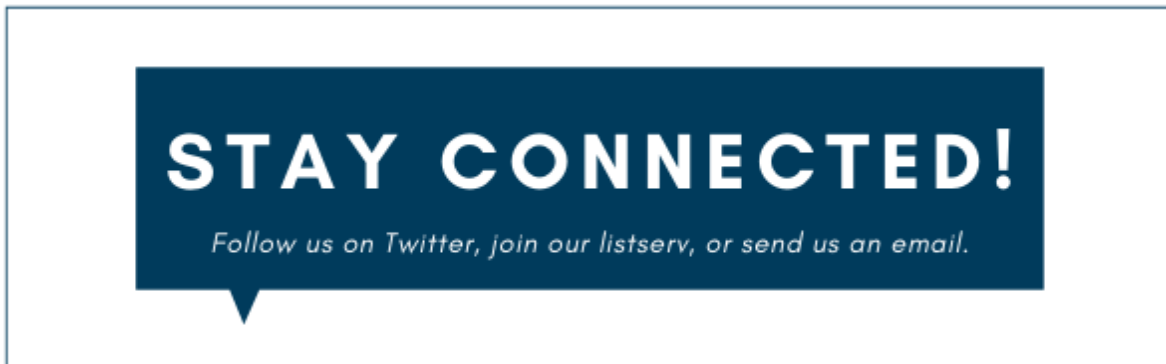 STAY CONNECTED!
Follow us on Twitter, join our listserv, or send us an email.